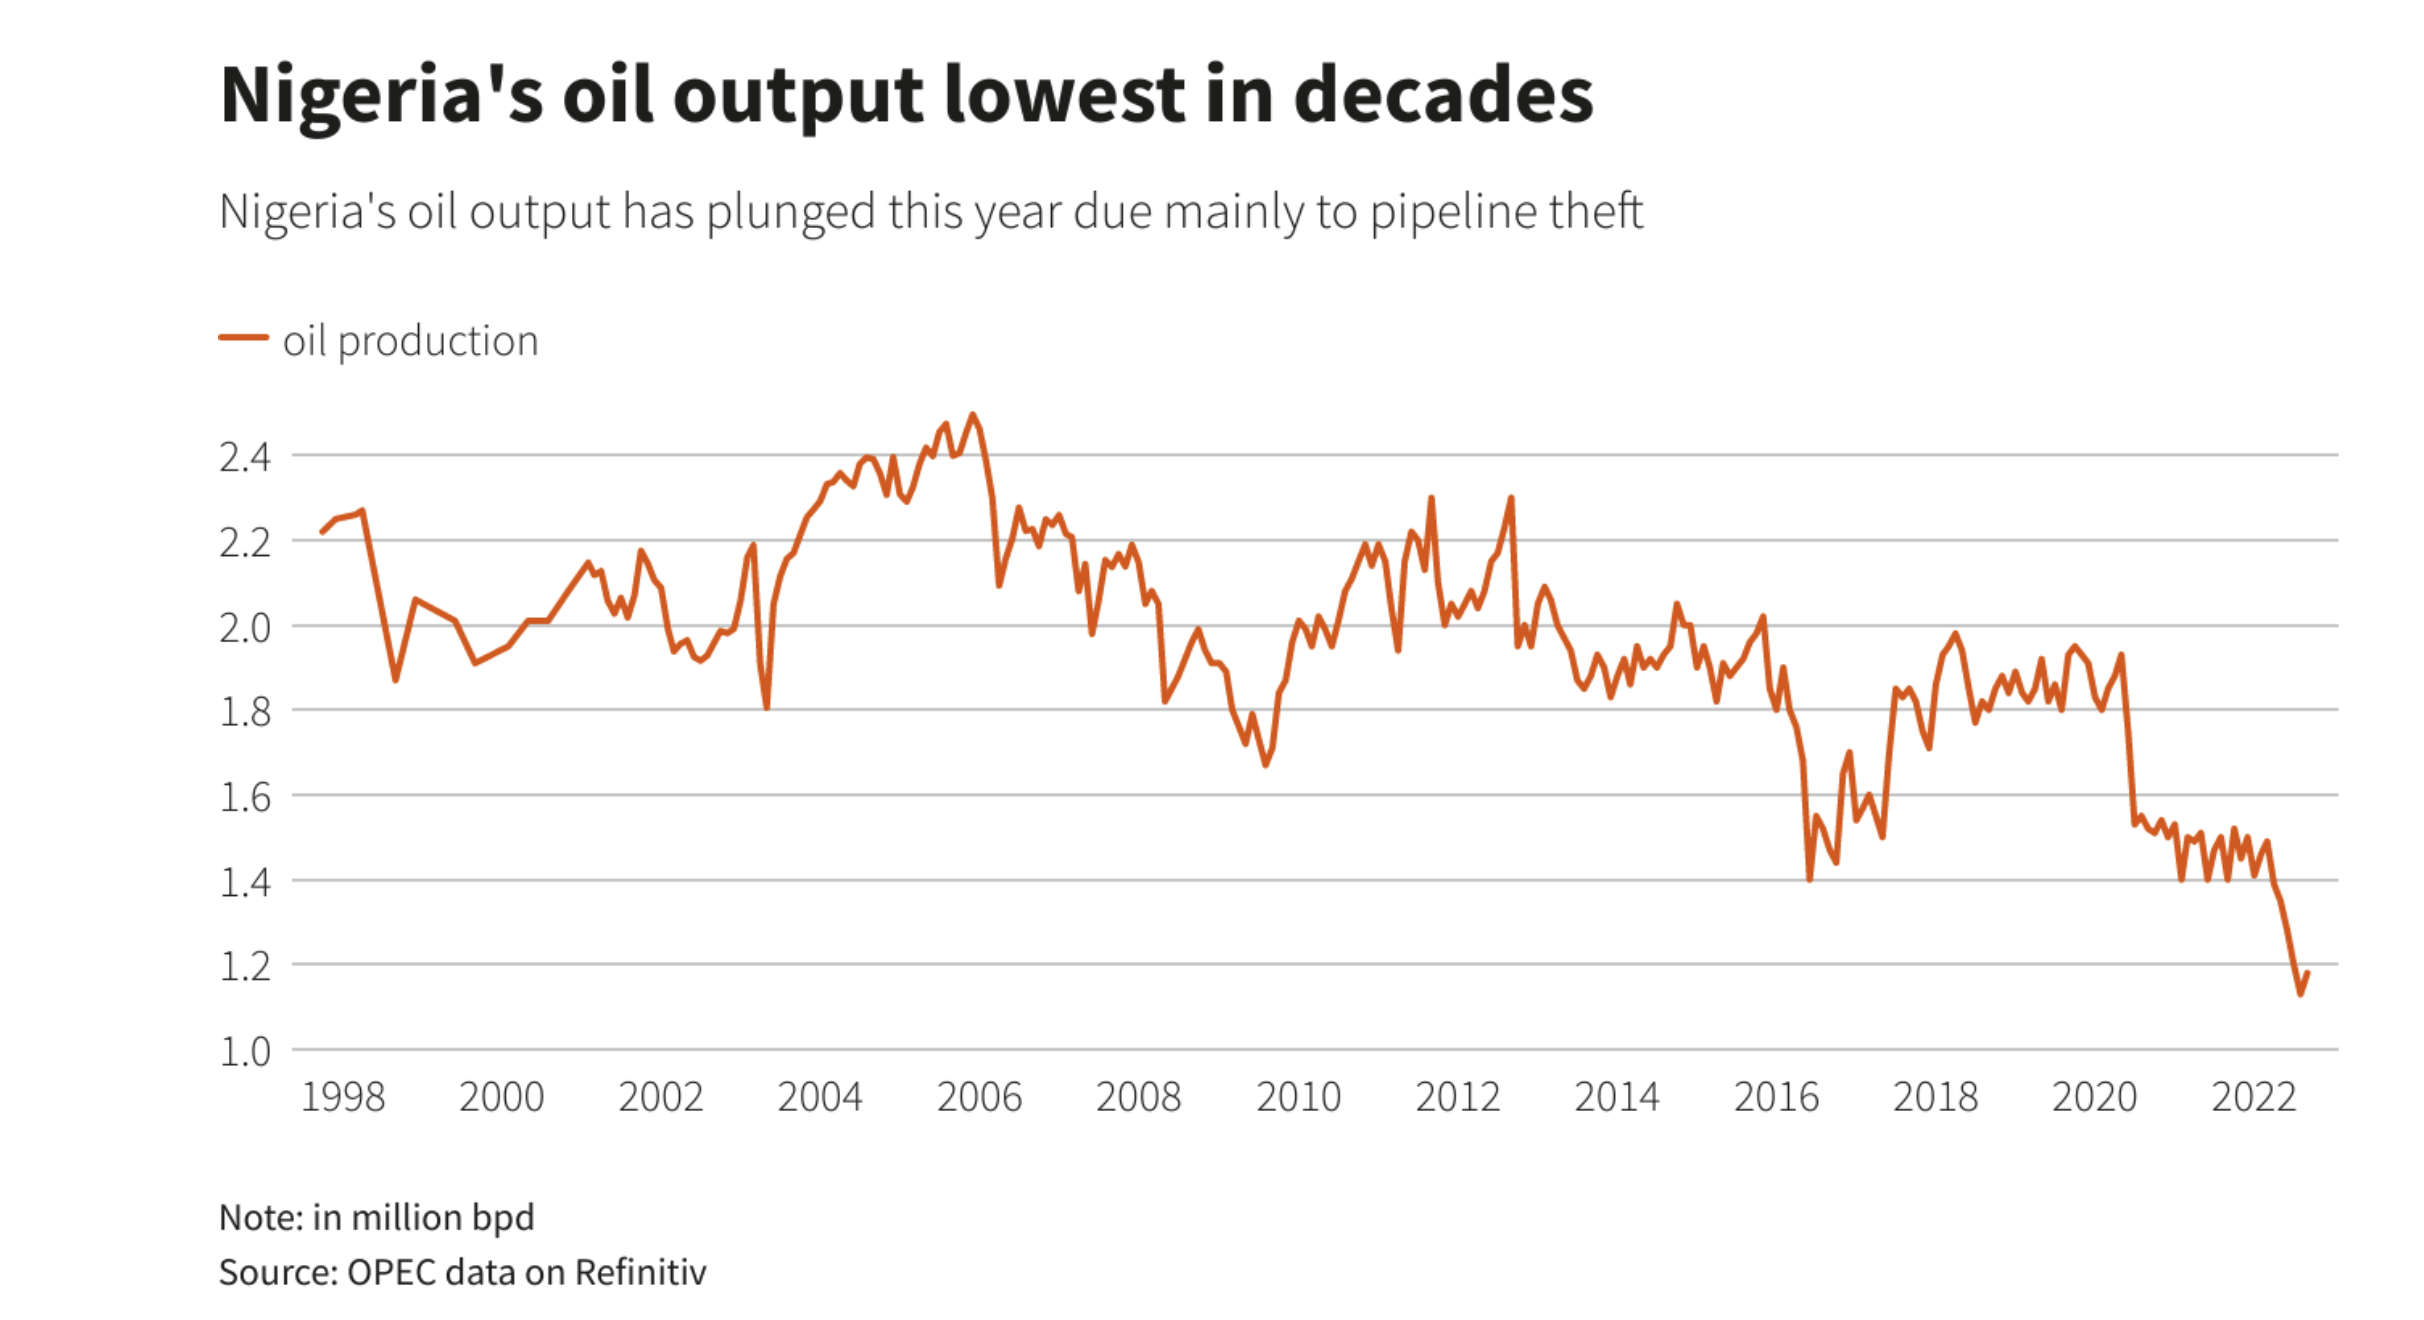 Nigeria's oil output lowest in decades
Nigeria's oil output has plunged this year due mainly to pipeline theft
oil production
2.4
2.2
2.0
1.8
1.6
1.4
1.2
1.0
1998 2000 2002 2004 2006 2008 2010 2012 2014 2016 2018 2020 2022
Note: in million bpd
Source: OPEC data on Refinitiv